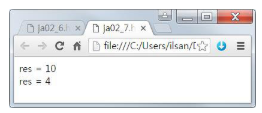 ja02_6.h
ja02_7.h
file:///C:/Users/ilsan/D
res = 10
res = 4